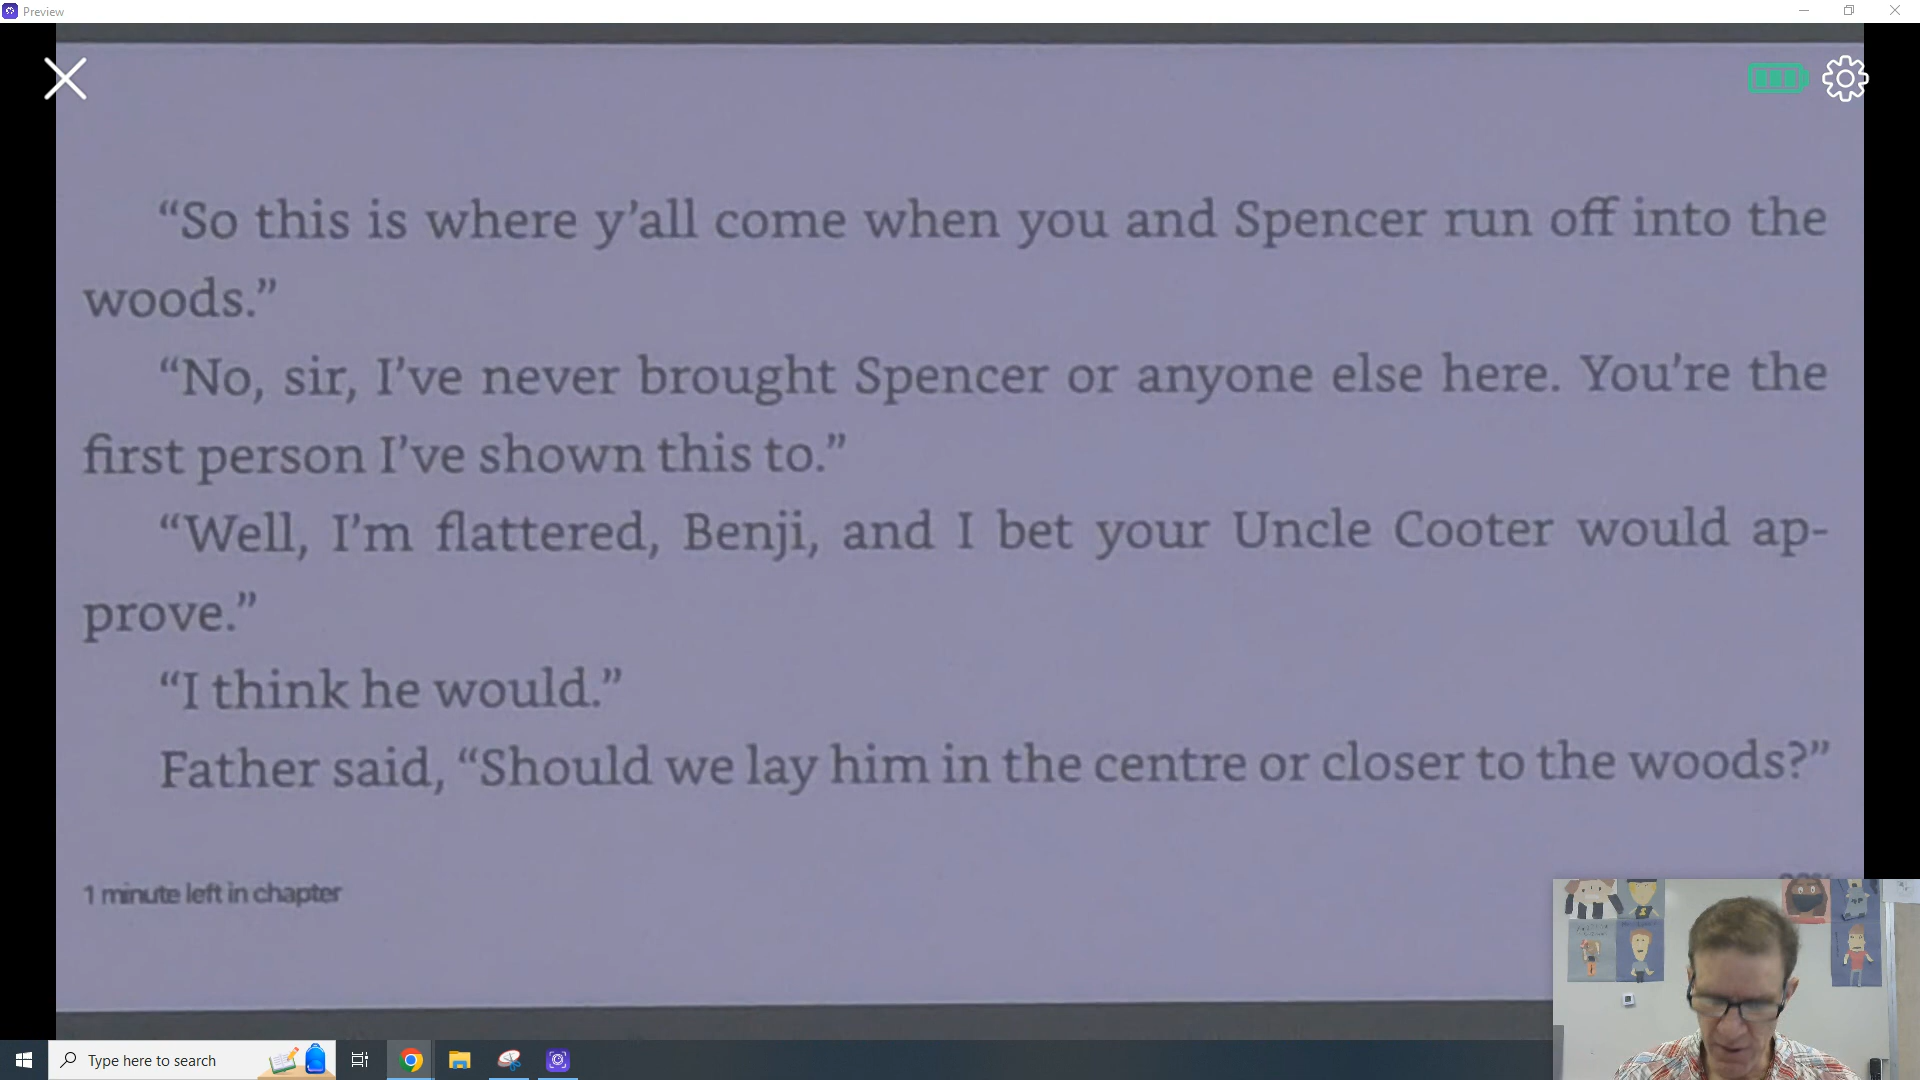 Preview
“So this is where y’all come when you and Spencer run off into the
woods.”
“No, sir, I’ve never brought Spencer or anyone else here. You’re the
first person I’ve shown this to.”
“Well, I’m flattered, Benji, and I bet your Uncle Cooter would ap-
prove.”
“I think he would.”
Father said, “Should we lay him in the centre or closer to the woods?”
1 minute left in chapter
Type here to search